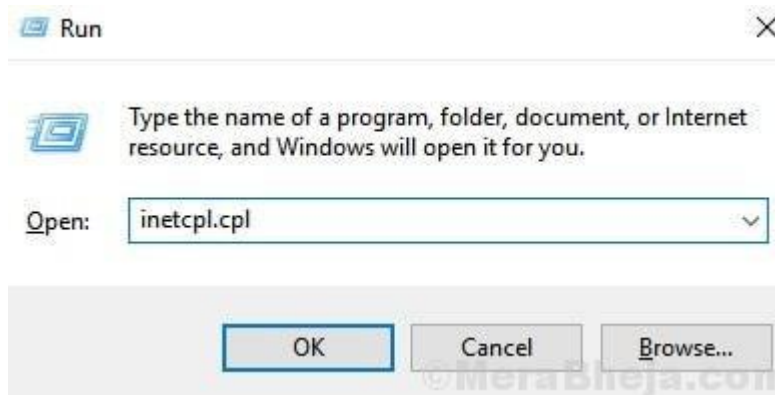 Run
Type the name of a program, folder, document, or Internet
resource, and Windows will open it for you.
Open: inetcpl.cpl
OK Cancel Browse...
©MeraBheja.com